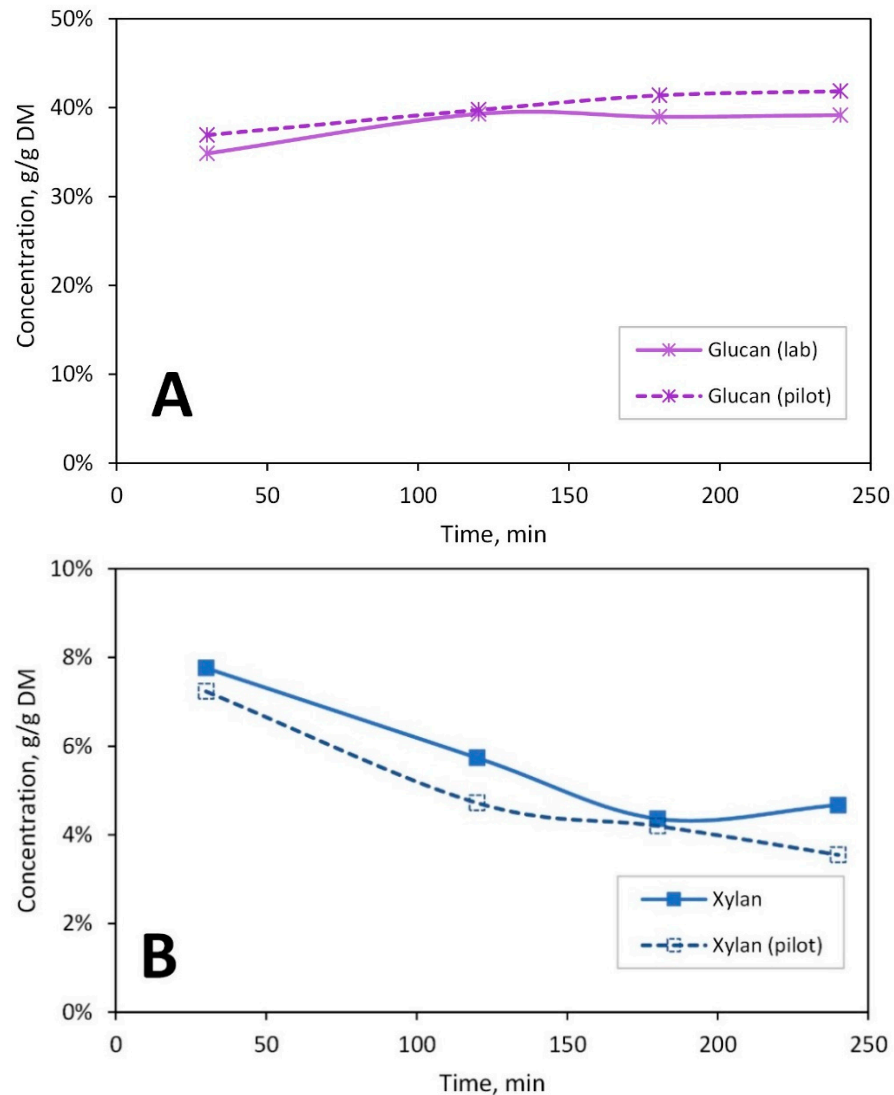 50%
40%
30%
20%
10%
0%
Concentration, g/g DM
A
Glucan (lab)
Glucan (pilot)
0 50 100 150 200 250
Time, min
10%
8%
6%
4%
2%
0%
Concentration, g/g DM
B
Xylan
Xylan (pilot)
0 50 100 150 200 250
Time, min